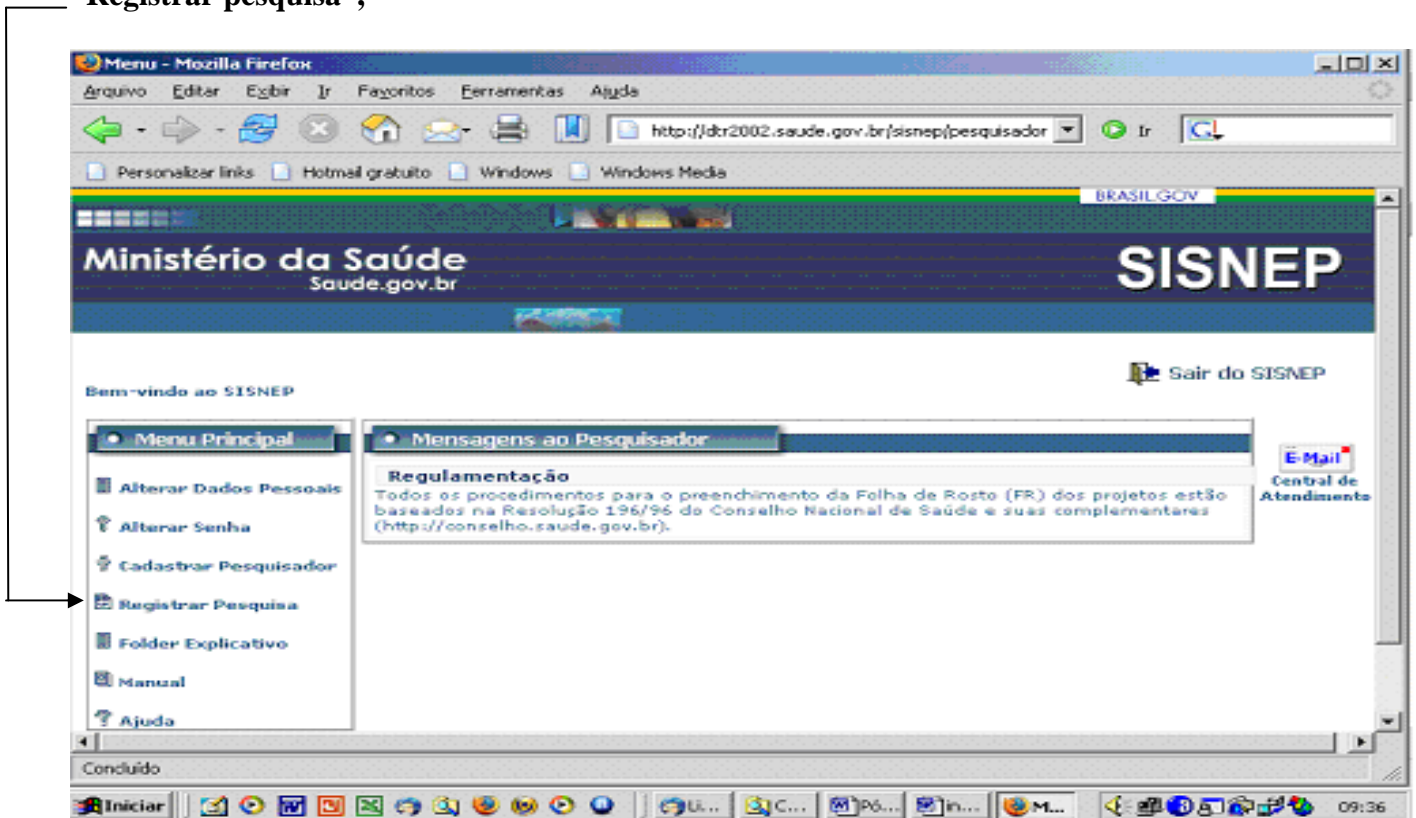 Registrar pesquisa",
Menu - Mozilla Firefox
Arquivo Editar Exibir Ir Favoritos Ferramentas Ajuda
http://dtr2002.saude.gov.br/sisnep/pesquisador Ir
Personalizar links Hotmail gratuito Windows Windows Media
BRASIL.GOV
Ministério da Saúde
Saude.gov.br
SISNEP
Sair do SISNEP
Bem-vindo ao SISNEP
Menu Principal
Alterar Dados Pessoais
Alterar Senha
Cadastrar Pesquisador
Registrar Pesquisa
Folder Explicativo
Manual
Ajuda
Mensagens ao Pesquisador
Regulamentação
Todos os procedimentos para o preenchimento da Folha de Rosto (FR) dos projetos estão
baseados na Resolução 196/96 do Conselho Nacional de Saúde e suas complementares
(http://conselho.saude.gov.br).
E-Mail
Central de
Atendimento
Concluído
Iniciar C... Pó... in... M... 09:36